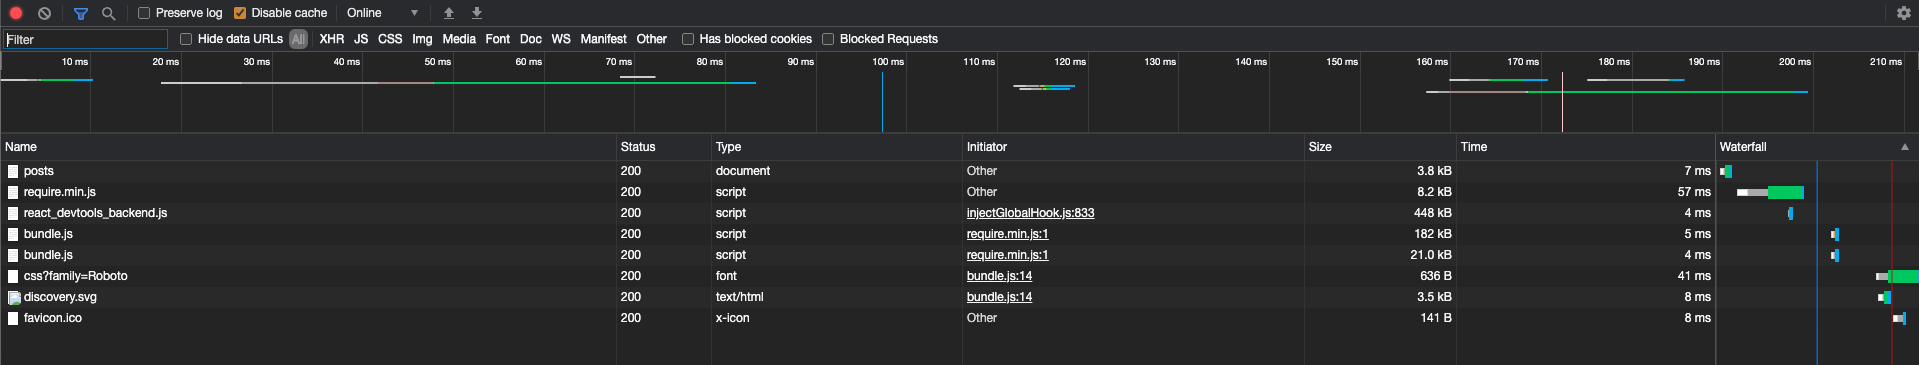 Preserve log Disable cache Online
Filter Hide data URLs All XHR JS CSS Img Media Font Doc WS Manifest Other Has blocked cookies Blocked Requests
10 ms 20 ms 30 ms 40 ms 50 ms 60 ms 70 ms 80 ms 90 ms 100 ms 110 ms 120 ms 130 ms 140 ms 150 ms 160 ms 170 ms 180 ms 190 ms 200 ms 210 ms
Name Status Type Initiator Size Time Waterfall
posts 200 document Other 3.8 kB 7 ms
require.min.js 200 script Other 8.2 kB 57 ms
react_devtools_backend.js 200 script injectGlobalHook.js:833 448 kB 4 ms
bundle.js 200 script require.min.js:1 182 kB 5 ms
bundle.js 200 script require.min.js:1 21.0 kB 4 ms
css?family=Roboto 200 font bundle.js:14 636 B 41 ms
discovery.svg 200 text/html bundle.js:14 3.5 kB 8 ms
favicon.ico 200 x-icon Other 141 B 8 ms